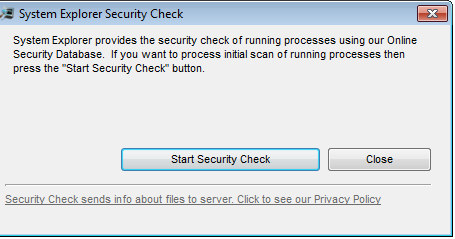 System Explorer Security Check
System Explorer provides the security check of running processes using our Online
Security Database.  If you want to process initial scan of running processes then
press the "Start Security Check" button.
Start Security Check
Close
Security Check sends info about files to server. Click to see our Privacy Policy